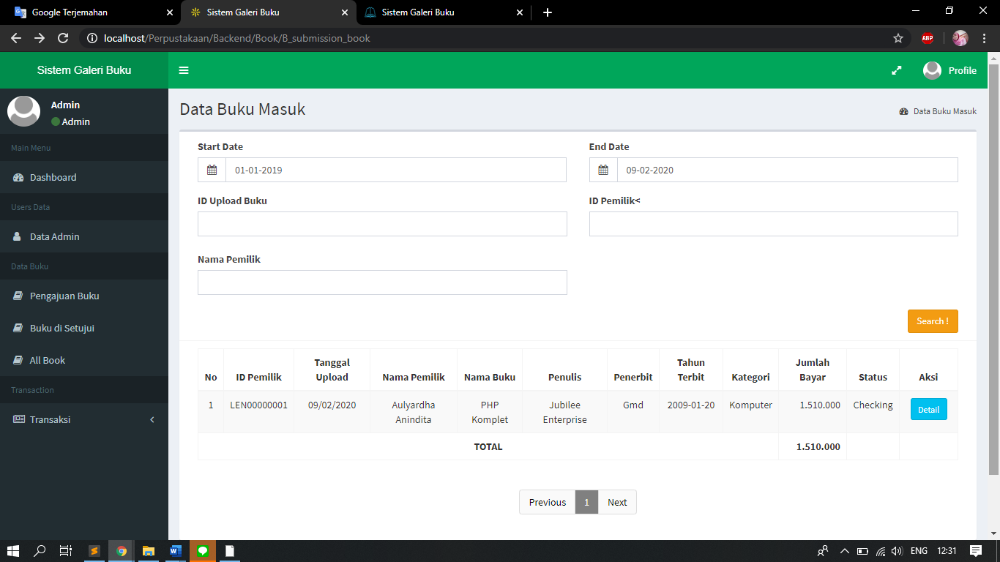 Google Terjemahan
Sistem Galeri Buku
Sistem Galeri Buku
localhost/Perpustakaan/Backend/Book/B_submission_book
ABP
Sistem Galeri Buku
Profile
Admin
Admin
Main Menu
Dashboard
Users Data
Data Admin
Data Buku
Pengajuan Buku
Buku di Setujui
All Book
Transaction
Transaksi
Data Buku Masuk
Data Buku Masuk
Start Date
01-01-2019
End Date
09-02-2020
ID Upload Buku
ID Pemilik<
Nama Pemilik
Search !
No ID Pemilik Tanggal Upload Nama Pemilik Nama Buku Penulis Penerbit Tahun Terbit Kategori Jumlah Bayar Status Aksi
1 LEN00000001 09/02/2020 Aulyardha Anindita PHP Komplet Jubilee Enterprise Gmd 2009-01-20 Komputer 1.510.000 Checking Detail
TOTAL 1.510.000
Previous 1 Next
ENG 12:31